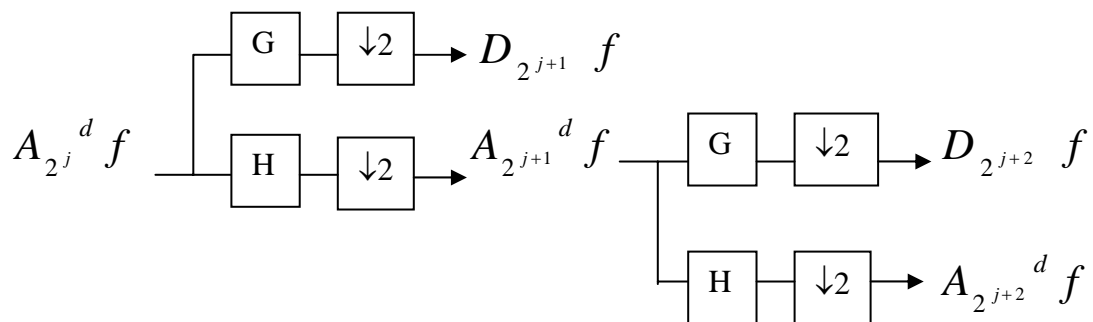 G ↓2 D_{2^{j+1}} f
A_{2^j}^d f H ↓2 A_{2^{j+1}}^d f G ↓2 D_{2^{j+2}} f
H ↓2 A_{2^{j+2}}^d f